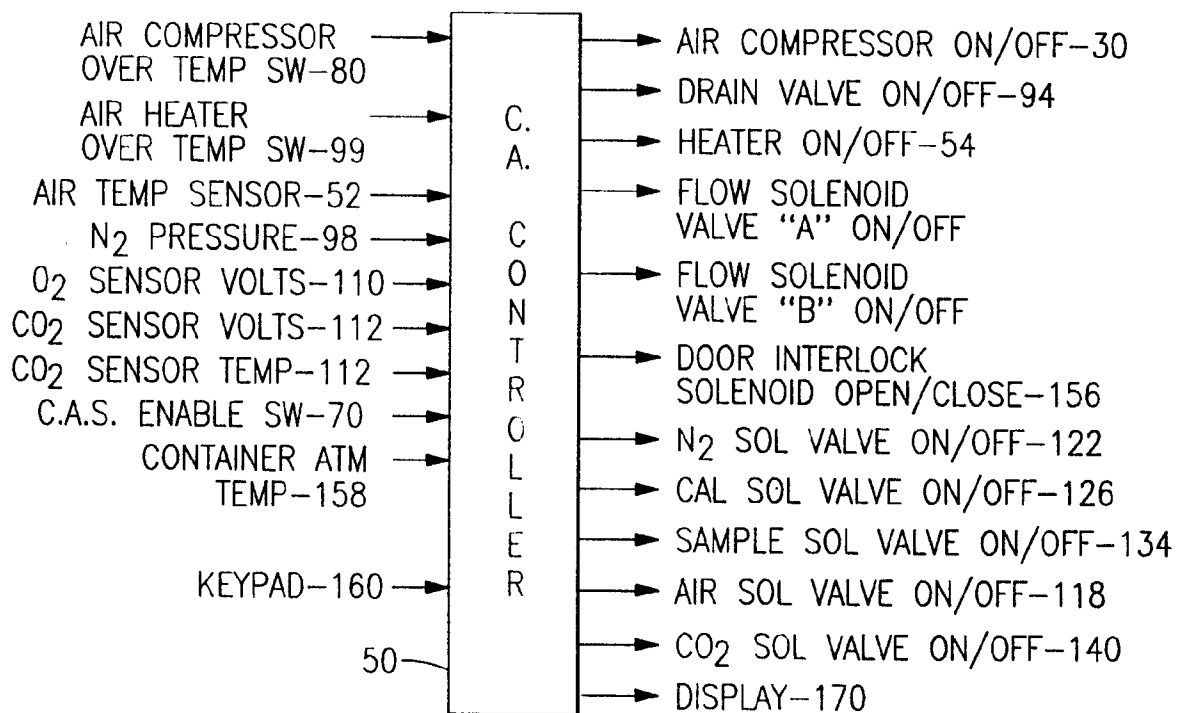 AIR COMPRESSOR
OVER TEMP SW-80
AIR HEATER
OVER TEMP SW-99
AIR TEMP SENSOR-52
N2 PRESSURE-98
O2 SENSOR VOLTS-110
CO2 SENSOR VOLTS-112
CO2 SENSOR TEMP-112
C.A.S. ENABLE SW-70
CONTAINER ATM
TEMP-158
KEYPAD-160
50
C.
A.
C
O
N
T
R
O
L
L
E
R
AIR COMPRESSOR ON/OFF-30
DRAIN VALVE ON/OFF-94
HEATER ON/OFF-54
FLOW SOLENOID
VALVE "A" ON/OFF
FLOW SOLENOID
VALVE "B" ON/OFF
DOOR INTERLOCK
SOLENOID OPEN/CLOSE-156
N2 SOL VALVE ON/OFF-122
CAL SOL VALVE ON/OFF-126
SAMPLE SOL VALVE ON/OFF-134
AIR SOL VALVE ON/OFF-118
CO2 SOL VALVE ON/OFF-140
DISPLAY-170